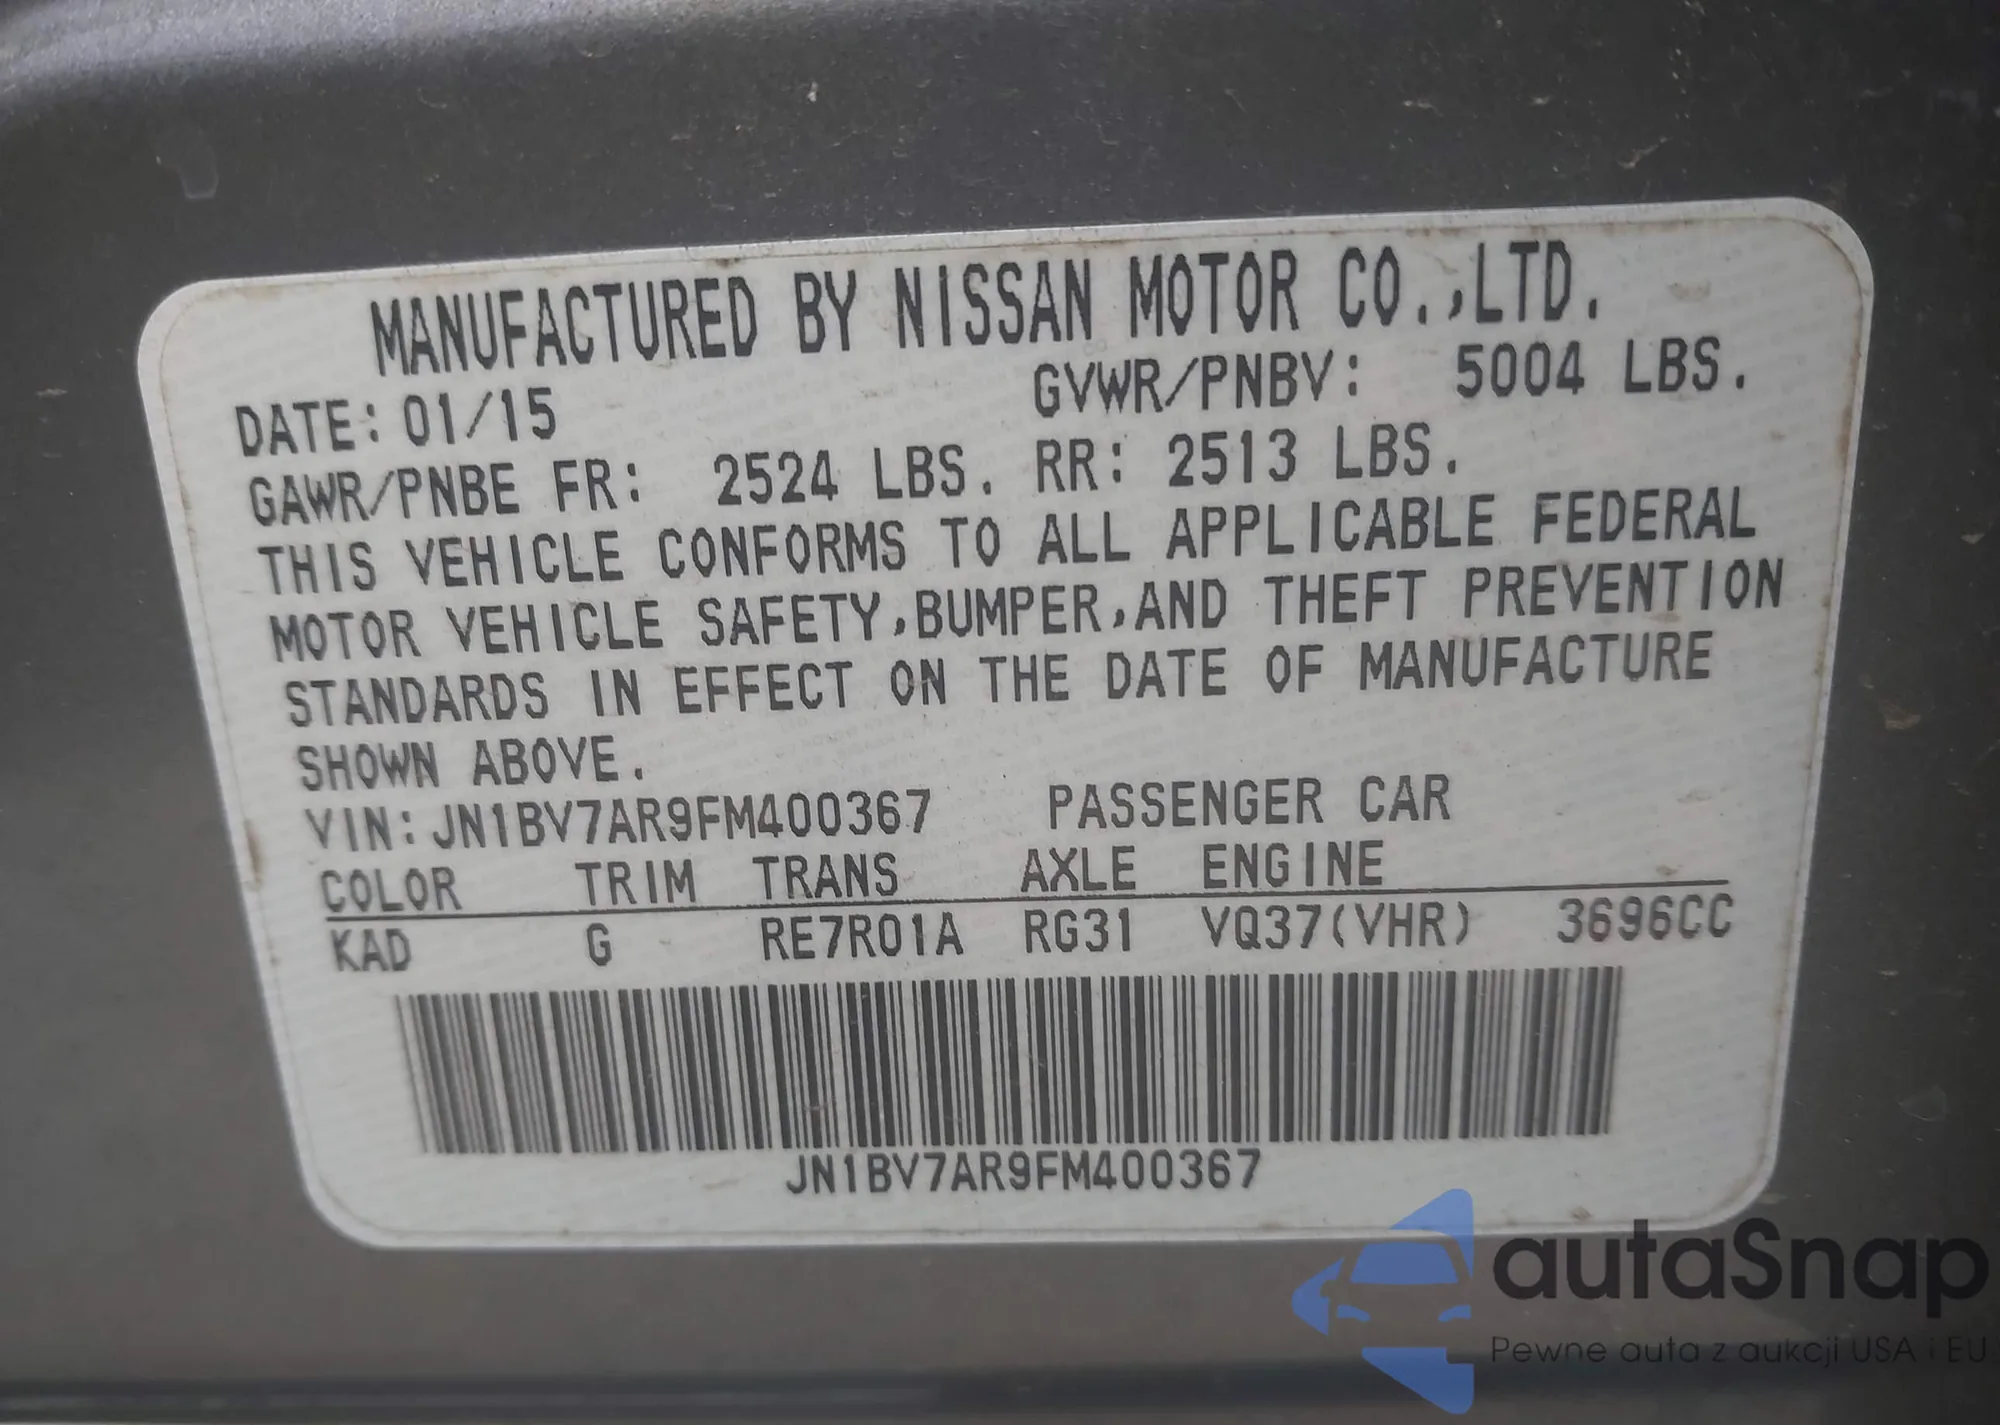 MANUFACTURED BY NISSAN MOTOR CO.,LTD.
DATE: 01/15 GVWR/PNBV: 5004 LBS.
GAWR/PNBE FR: 2524 LBS. RR: 2513 LBS.
THIS VEHICLE CONFORMS TO ALL APPLICABLE FEDERAL
MOTOR VEHICLE SAFETY,BUMPER,AND THEFT PREVENTION
STANDARDS IN EFFECT ON THE DATE OF MANUFACTURE
SHOWN ABOVE.
VIN:JN1BV7AR9FM400367 PASSENGER CAR
COLOR TRIM TRANS AXLE ENGINE
KAD G RE7R01A RG31 VQ37(VHR) 3696CC
JN1BV7AR9FM400367
autaSnap
Pewne auta z aukcji USA i EU